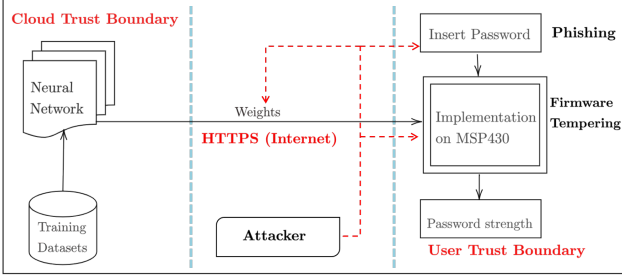 Cloud Trust Boundary
Neural
Network
Training
Datasets
Weights
HTTPS (Internet)
Attacker
Insert Password
Phishing
Implementation
on MSP430
Firmware
Tempering
Password strength
User Trust Boundary